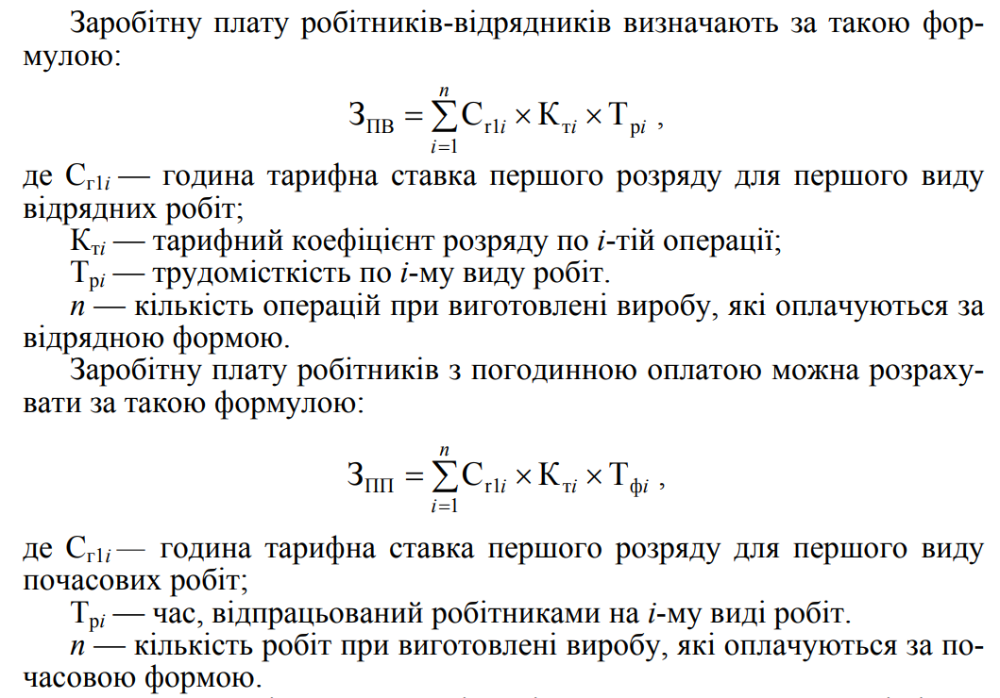 Заробітну плату робітників-відрядників визначають за такою фор-
мулою:
n
З_ПВ = ∑ С_г1i × К_тi × Т_рi ,
i=1
де С_г1i — година тарифна ставка першого розряду для першого виду
відрядних робіт;
К_тi — тарифний коефіцієнт розряду по i-тій операції;
Т_рi — трудомісткість по i-му виду робіт.
n — кількість операцій при виготовлені виробу, які оплачуються за
відрядною формою.
Заробітну плату робітників з погодинною оплатою можна розраху-
вати за такою формулою:
n
З_ПП = ∑ С_г1i × К_тi × Т_фi ,
i=1
де С_г1i — година тарифна ставка першого розряду для першого виду
почасових робіт;
Т_рi — час, відпрацьований робітниками на i-му виді робіт.
n — кількість робіт при виготовлені виробу, які оплачуються за по-
часовою формою.